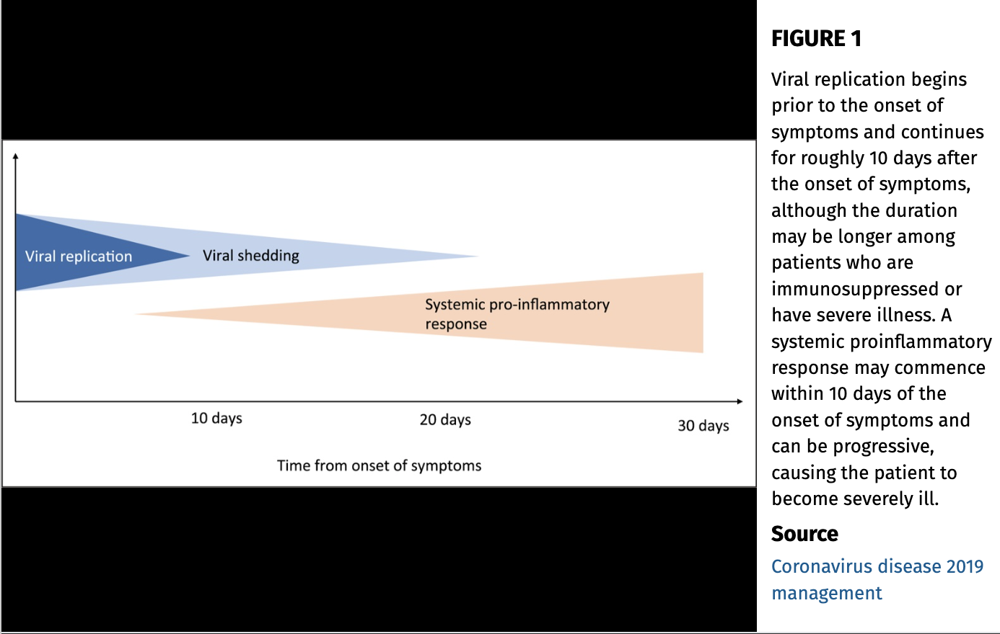 Viral replication
Viral shedding
Systemic pro-inflammatory
response
10 days
20 days
30 days
Time from onset of symptoms
FIGURE 1
Viral replication begins
prior to the onset of
symptoms and continues
for roughly 10 days after
the onset of symptoms,
although the duration
may be longer among
patients who are
immunosuppressed or
have severe illness. A
systemic proinflammatory
response may commence
within 10 days of the
onset of symptoms and
can be progressive,
causing the patient to
become severely ill.
Source
Coronavirus disease 2019
management